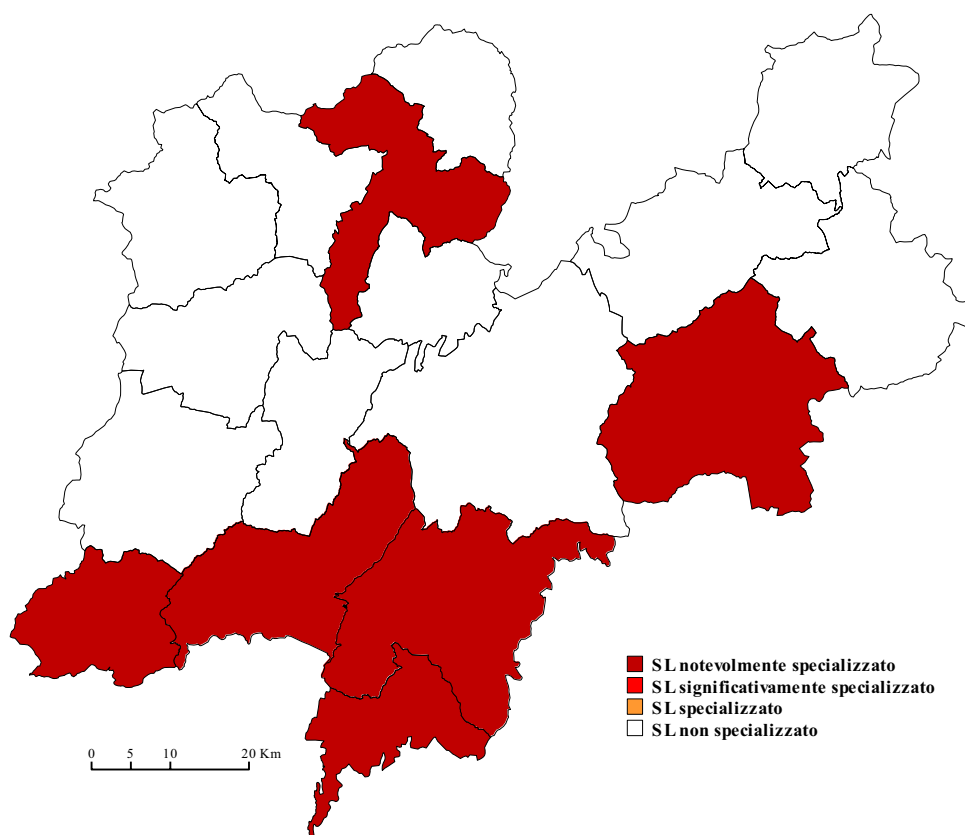 SL notevolmente specializzato
SL significativamente specializzato
SL specializzato
SL non specializzato
0 5 10 20 Km